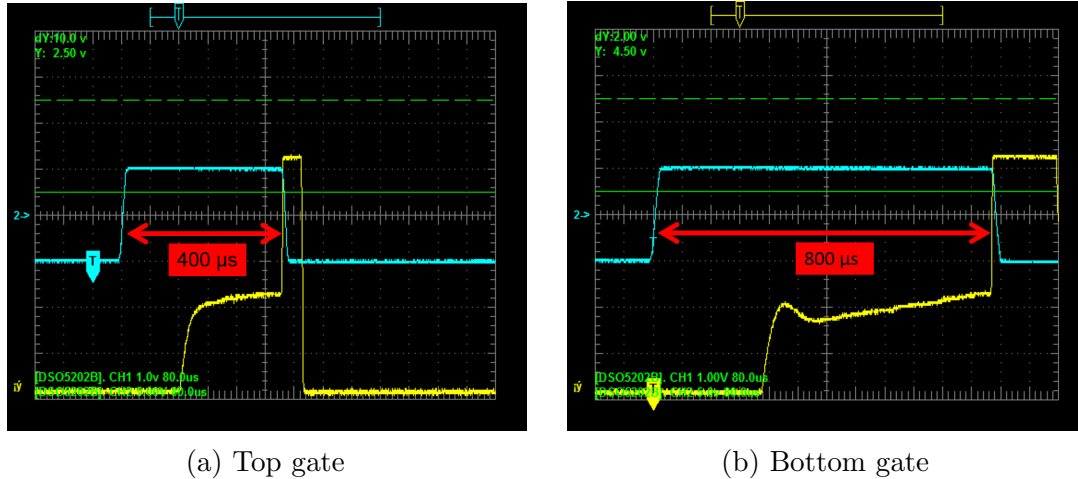 T
dY:10.0 v
Y: 2.50 v
2->
400 µs
T
[DSO5202B]. CH1 1.0v 80.0us
(a) Top gate
T
dY:2.00 v
Y: 4.50 v
2->
800 µs
[DSO5202B]. CH1 1.00V 80.0us
T
(b) Bottom gate